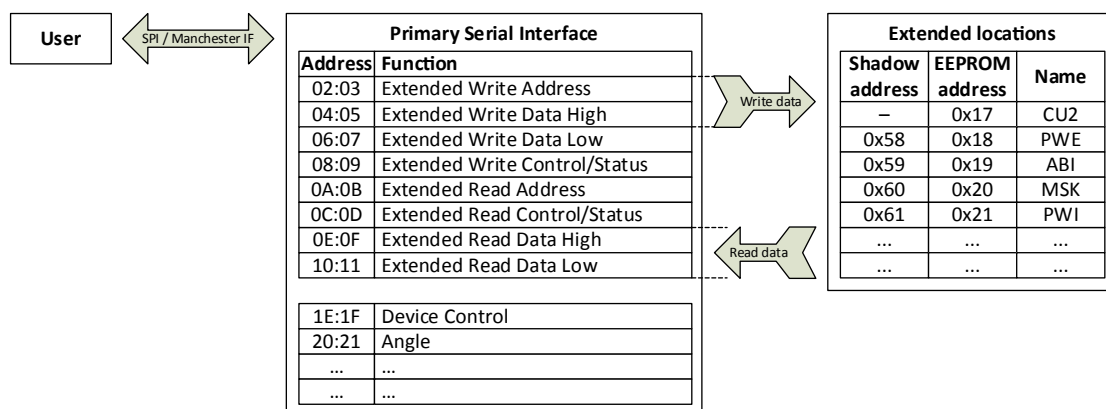 User
SPI / Manchester IF
Primary Serial Interface
Address Function
02:03 Extended Write Address
04:05 Extended Write Data High
06:07 Extended Write Data Low
08:09 Extended Write Control/Status
0A:0B Extended Read Address
0C:0D Extended Read Control/Status
0E:0F Extended Read Data High
10:11 Extended Read Data Low
1E:1F Device Control
20:21 Angle
... ...
... ...
Write data
Read data
Extended locations
Shadow address EEPROM address Name
– 0x17 CU2
0x58 0x18 PWE
0x59 0x19 ABI
0x60 0x20 MSK
0x61 0x21 PWI
... ... ...
... ... ...